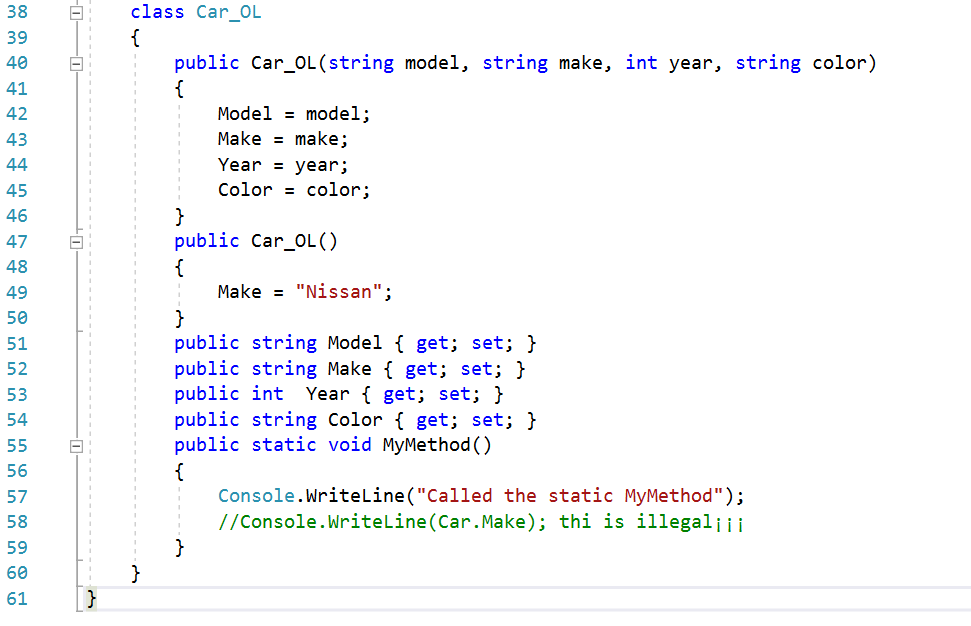 38 class Car_OL
39 {
40 public Car_OL(string model, string make, int year, string color)
41 {
42 Model = model;
43 Make = make;
44 Year = year;
45 Color = color;
46 }
47 public Car_OL()
48 {
49 Make = "Nissan";
50 }
51 public string Model { get; set; }
52 public string Make { get; set; }
53 public int  Year { get; set; }
54 public string Color { get; set; }
55 public static void MyMethod()
56 {
57 Console.WriteLine("Called the static MyMethod");
58 //Console.WriteLine(Car.Make); thi is illegal¡¡¡
59 }
60 }
61 }